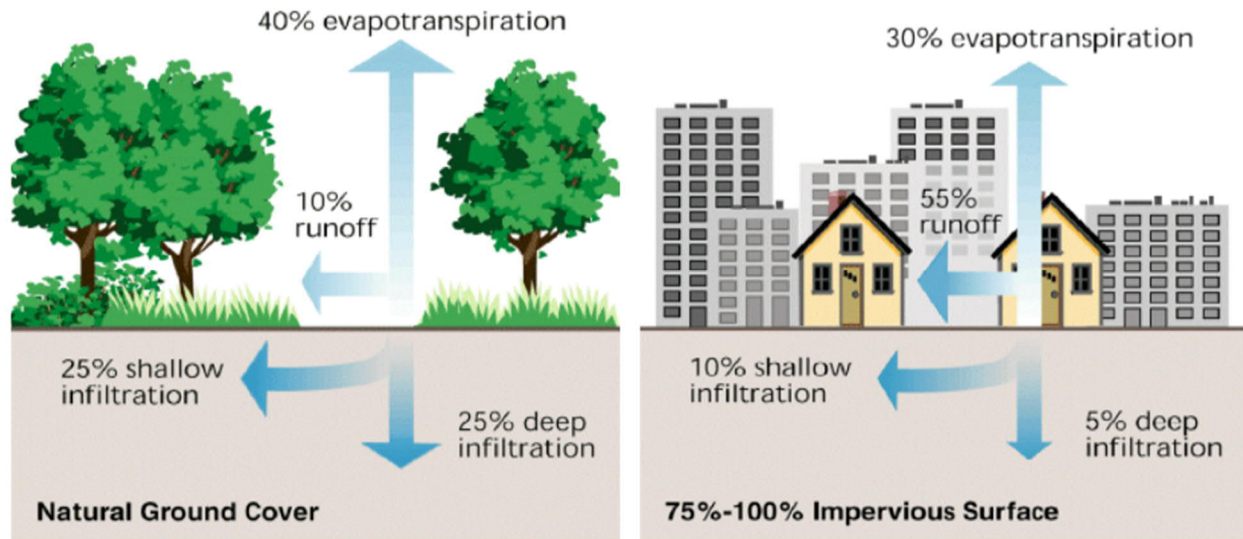 40% evapotranspiration
10%
runoff
25% shallow
infiltration
25% deep
infiltration
Natural Ground Cover
30% evapotranspiration
55%
runoff
10% shallow
infiltration
5% deep
infiltration
75%-100% Impervious Surface